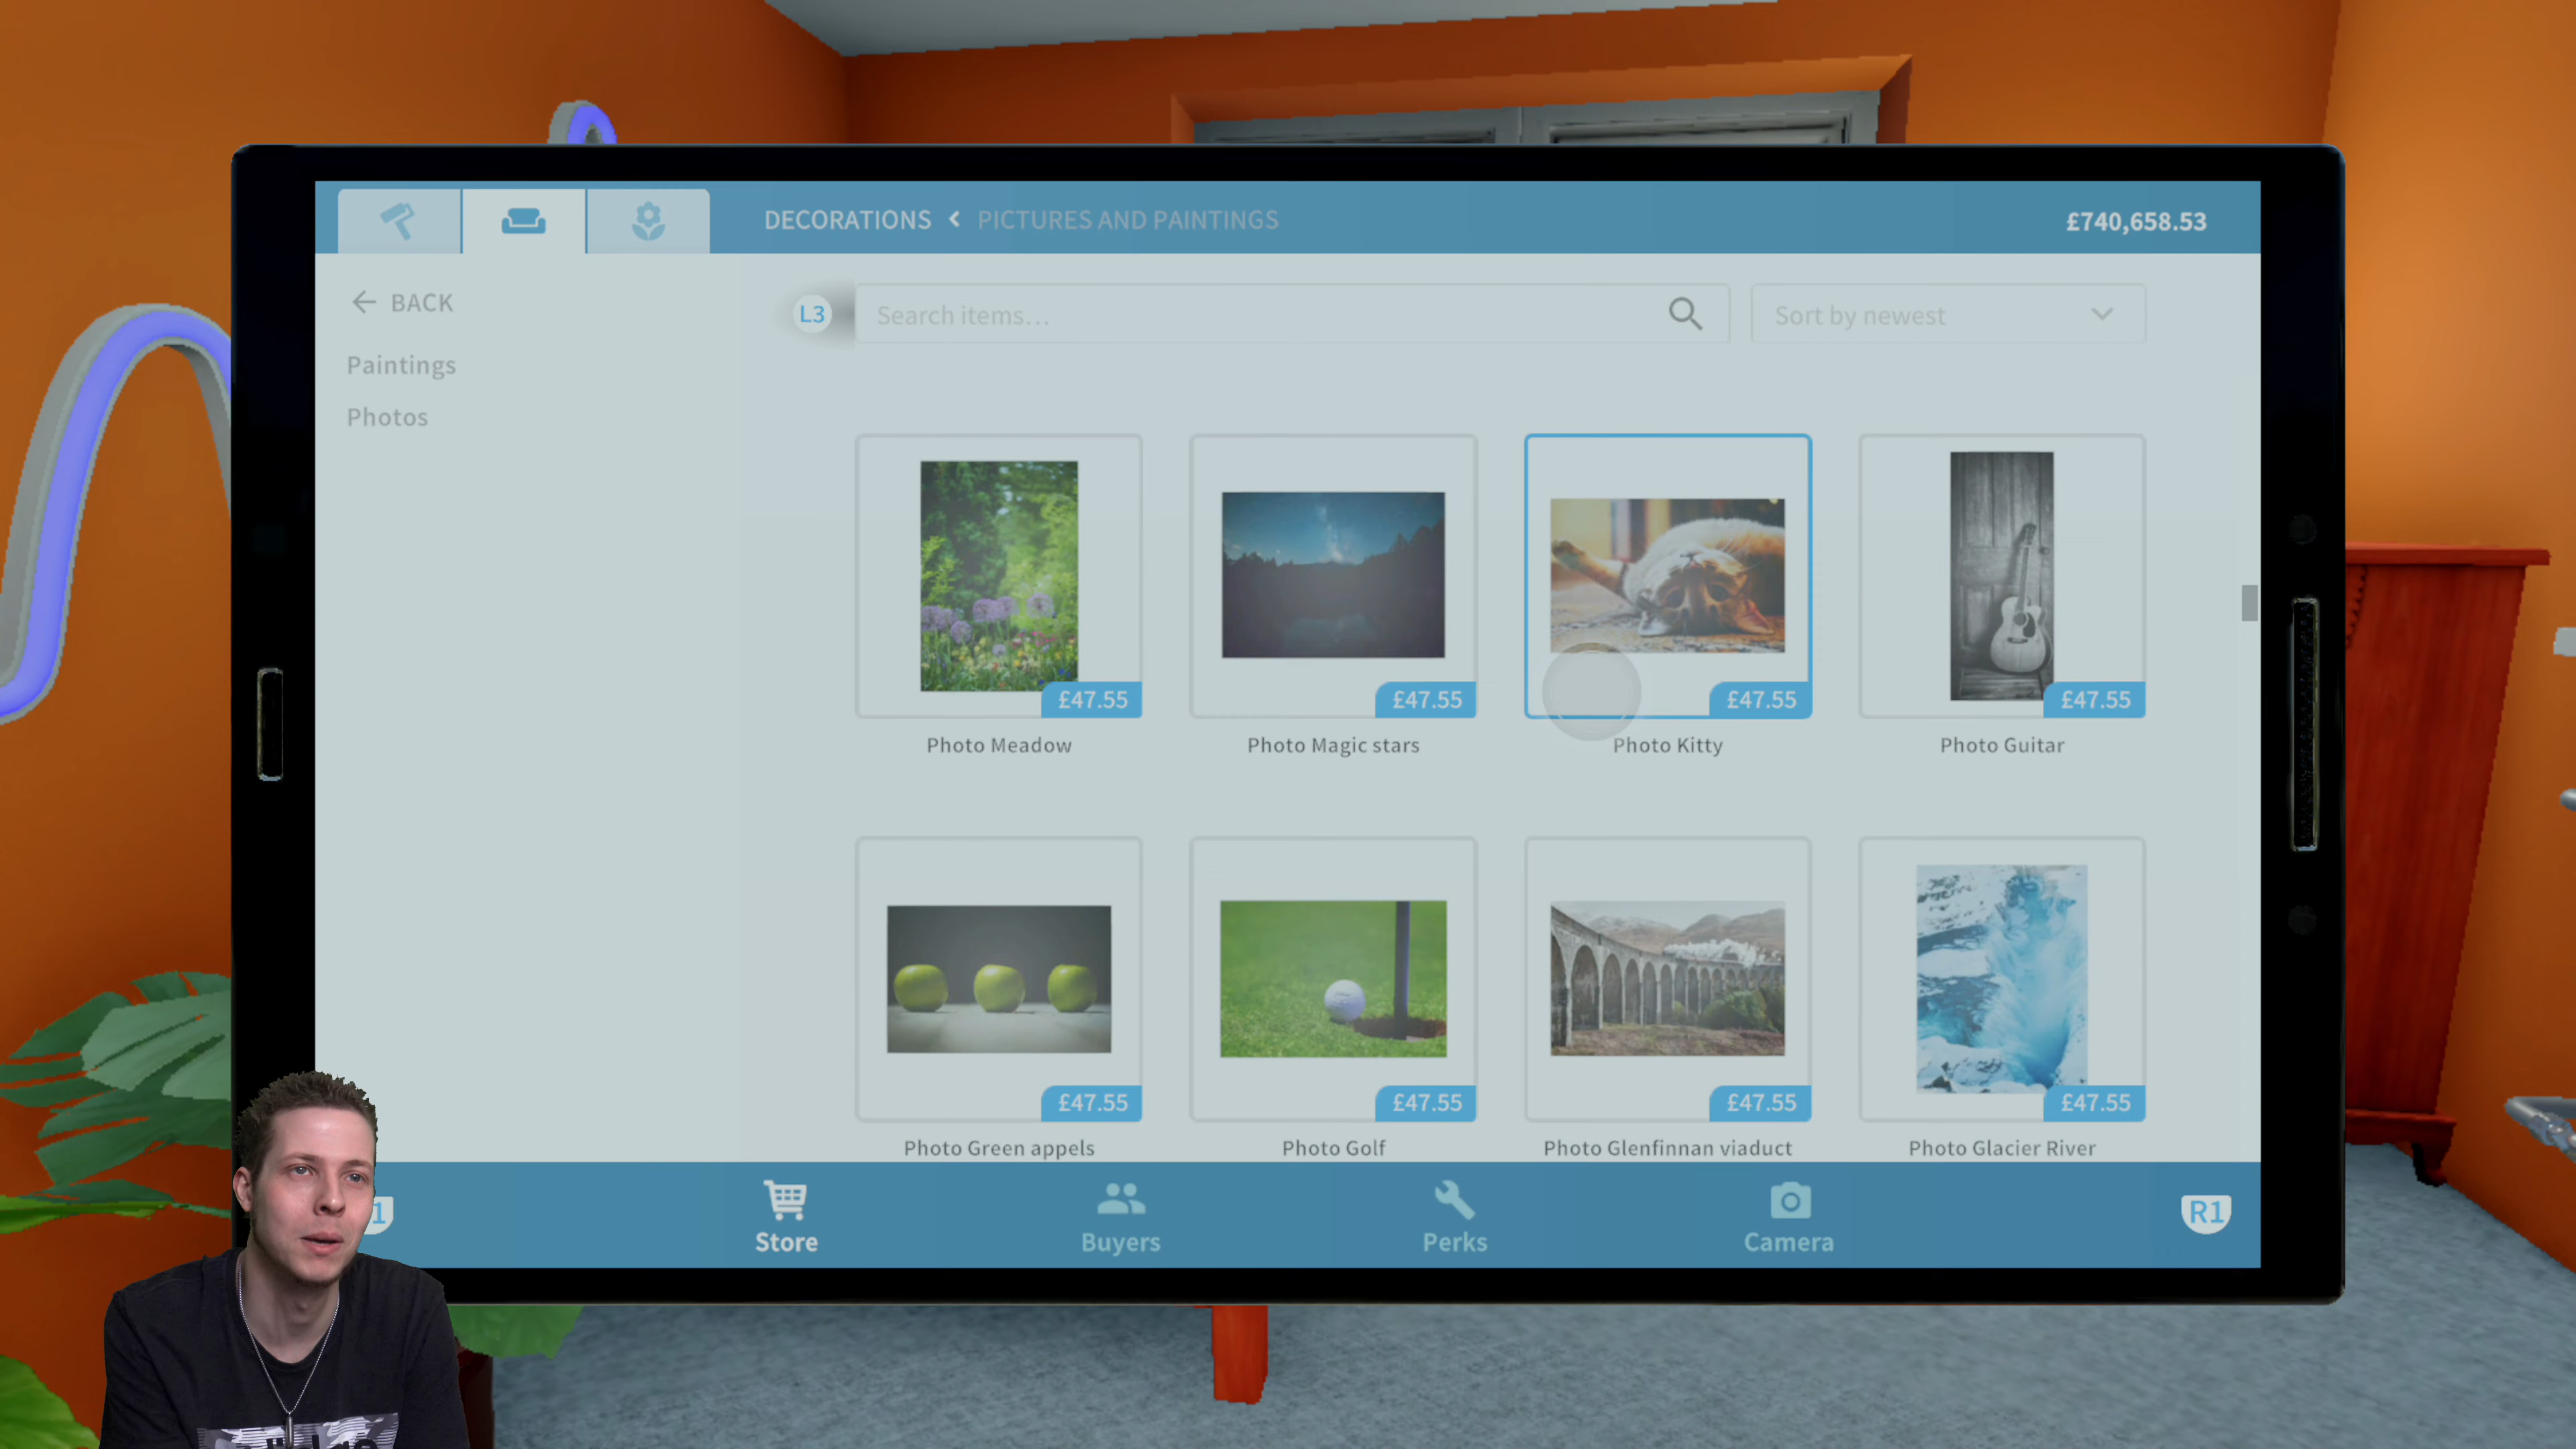 DECORATIONS < PICTURES AND PAINTINGS
£740,658.53
BACK
Paintings
Photos
L3
Search items...
Sort by newest
£47.55
£47.55
£47.55
£47.55
Photo Meadow
Photo Magic stars
Photo Kitty
Photo Guitar
£47.55
£47.55
£47.55
£47.55
Photo Green appels
Photo Golf
Photo Glenfinnan viaduct
Photo Glacier River
1
Store
Buyers
Perks
Camera
R1